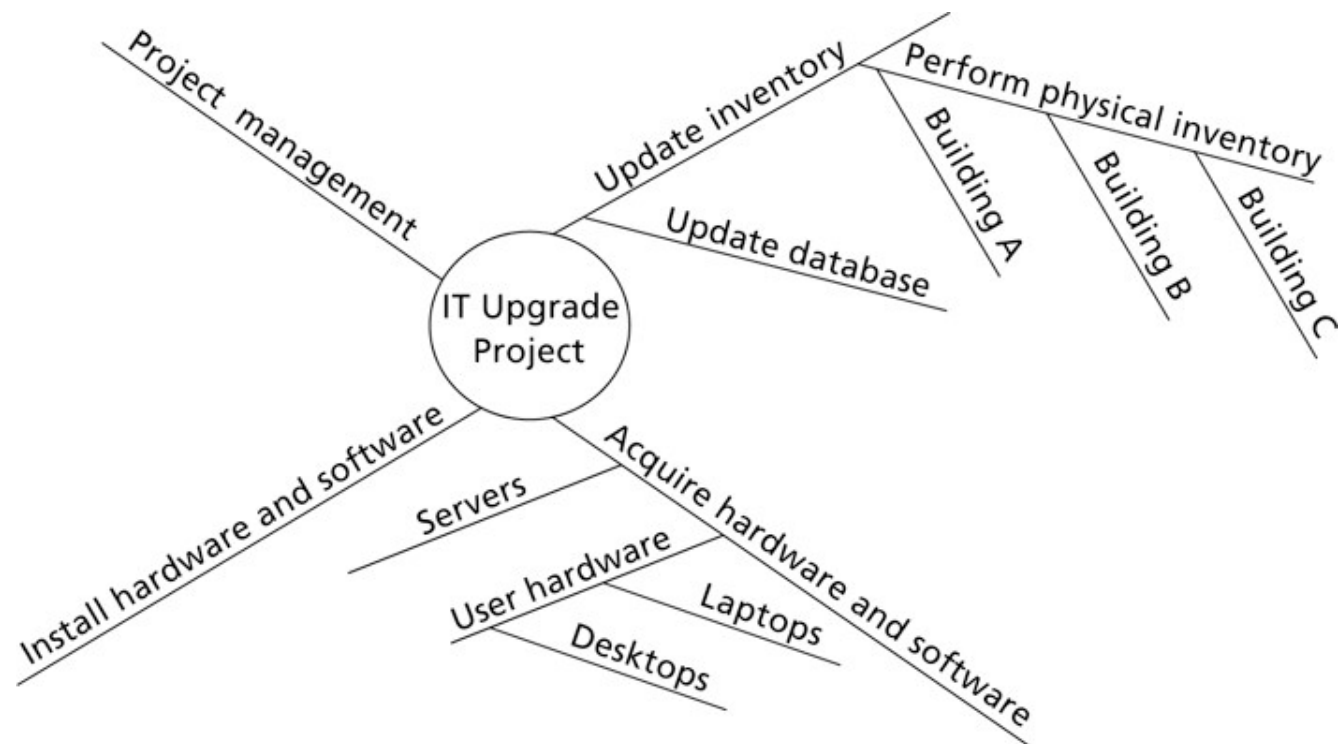 Project management
Update inventory
Perform physical inventory
Building A
Building B
Building C
Update database
IT Upgrade
Project
Install hardware and software
Acquire hardware and software
Servers
User hardware
Laptops
Desktops